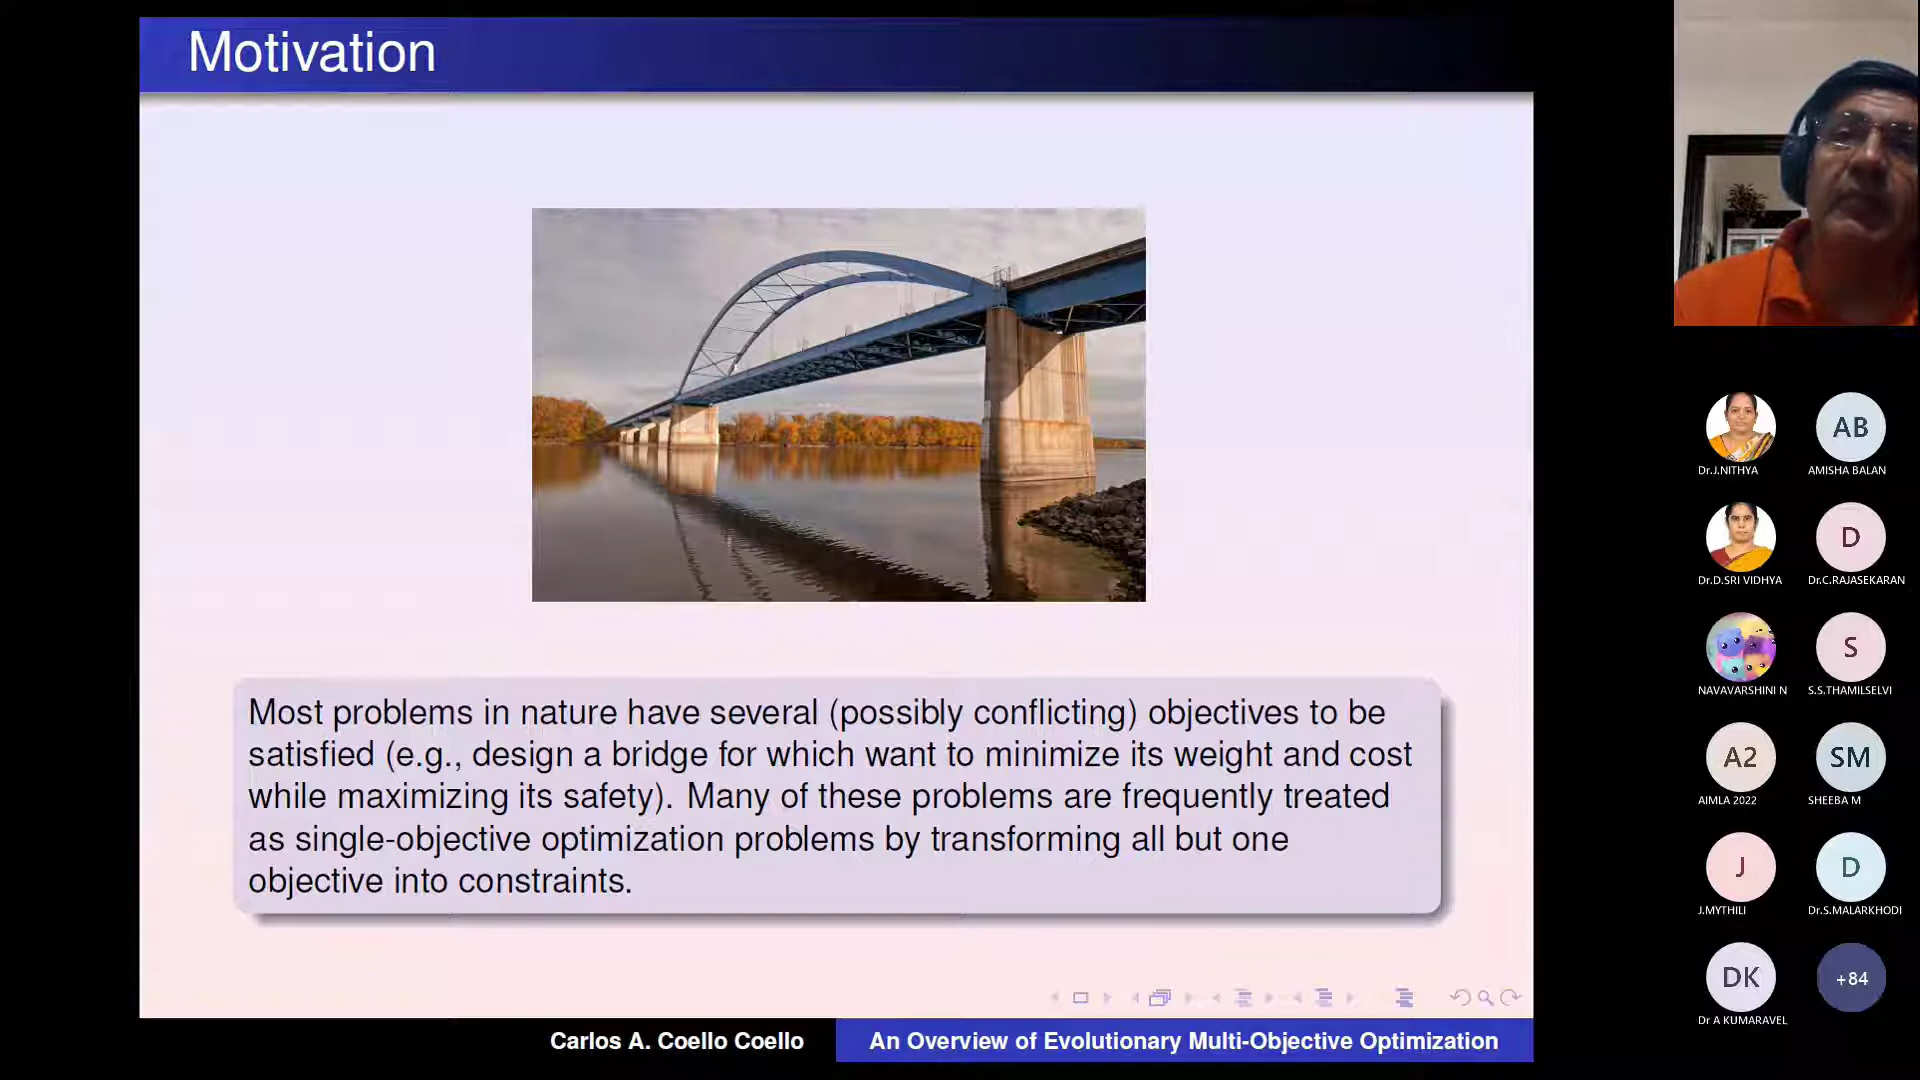 Motivation
Most problems in nature have several (possibly conflicting) objectives to be
satisfied (e.g., design a bridge for which want to minimize its weight and cost
while maximizing its safety). Many of these problems are frequently treated
as single-objective optimization problems by transforming all but one
objective into constraints.
Carlos A. Coello Coello
An Overview of Evolutionary Multi-Objective Optimization
Dr.J.NITHYA
AB
AMISHA BALAN
Dr.D.SRI VIDHYA
D
Dr.C.RAJASEKARAN
NAVAVARSHINI N
S
S.S.THAMILSELVI
A2
AIMLA 2022
SM
SHEEBA M
J
J.MYTHILI
D
Dr.S.MALARKHODI
DK
Dr A KUMARAVEL
+84